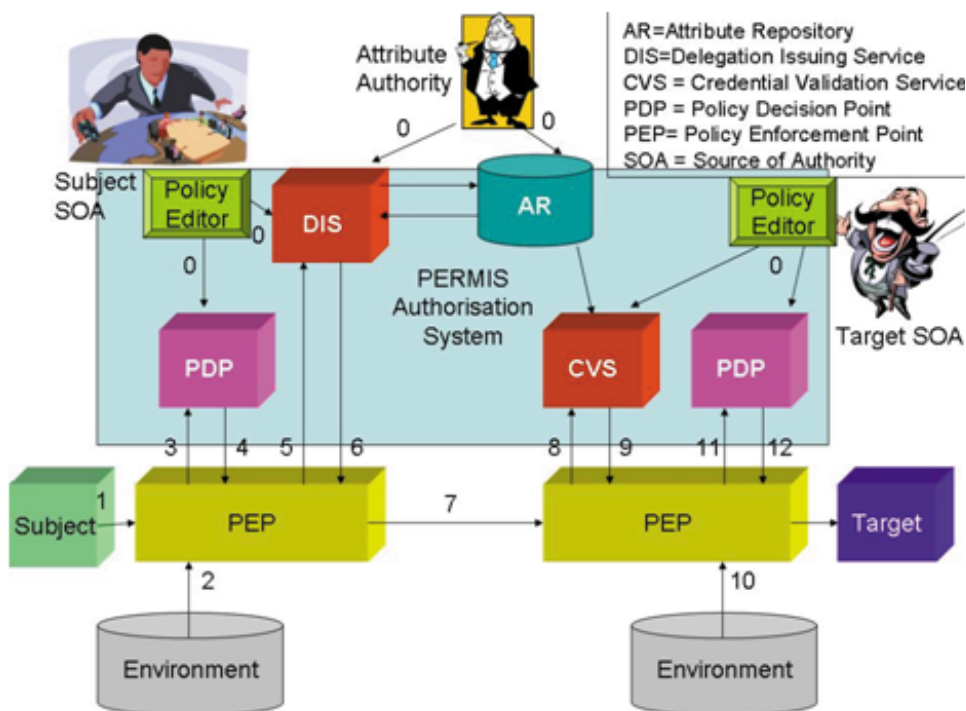 Attribute
Authority
AR=Attribute Repository
DIS=Delegation Issuing Service
CVS = Credential Validation Service
PDP = Policy Decision Point
PEP= Policy Enforcement Point
SOA = Source of Authority
0
0
Subject
SOA
Policy
Editor
0
DIS
AR
Policy
Editor
0
0
PERMIS
Authorisation
System
Target SOA
PDP
CVS
PDP
3
4
5
6
8
9
11
12
1
Subject
PEP
7
PEP
Target
2
10
Environment
Environment